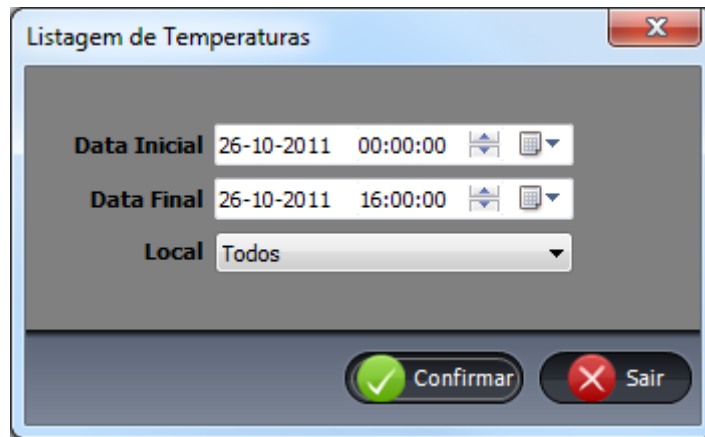 Listagem de Temperaturas
Data Inicial 26-10-2011 00:00:00
Data Final 26-10-2011 16:00:00
Local Todos
Confirmar Sair